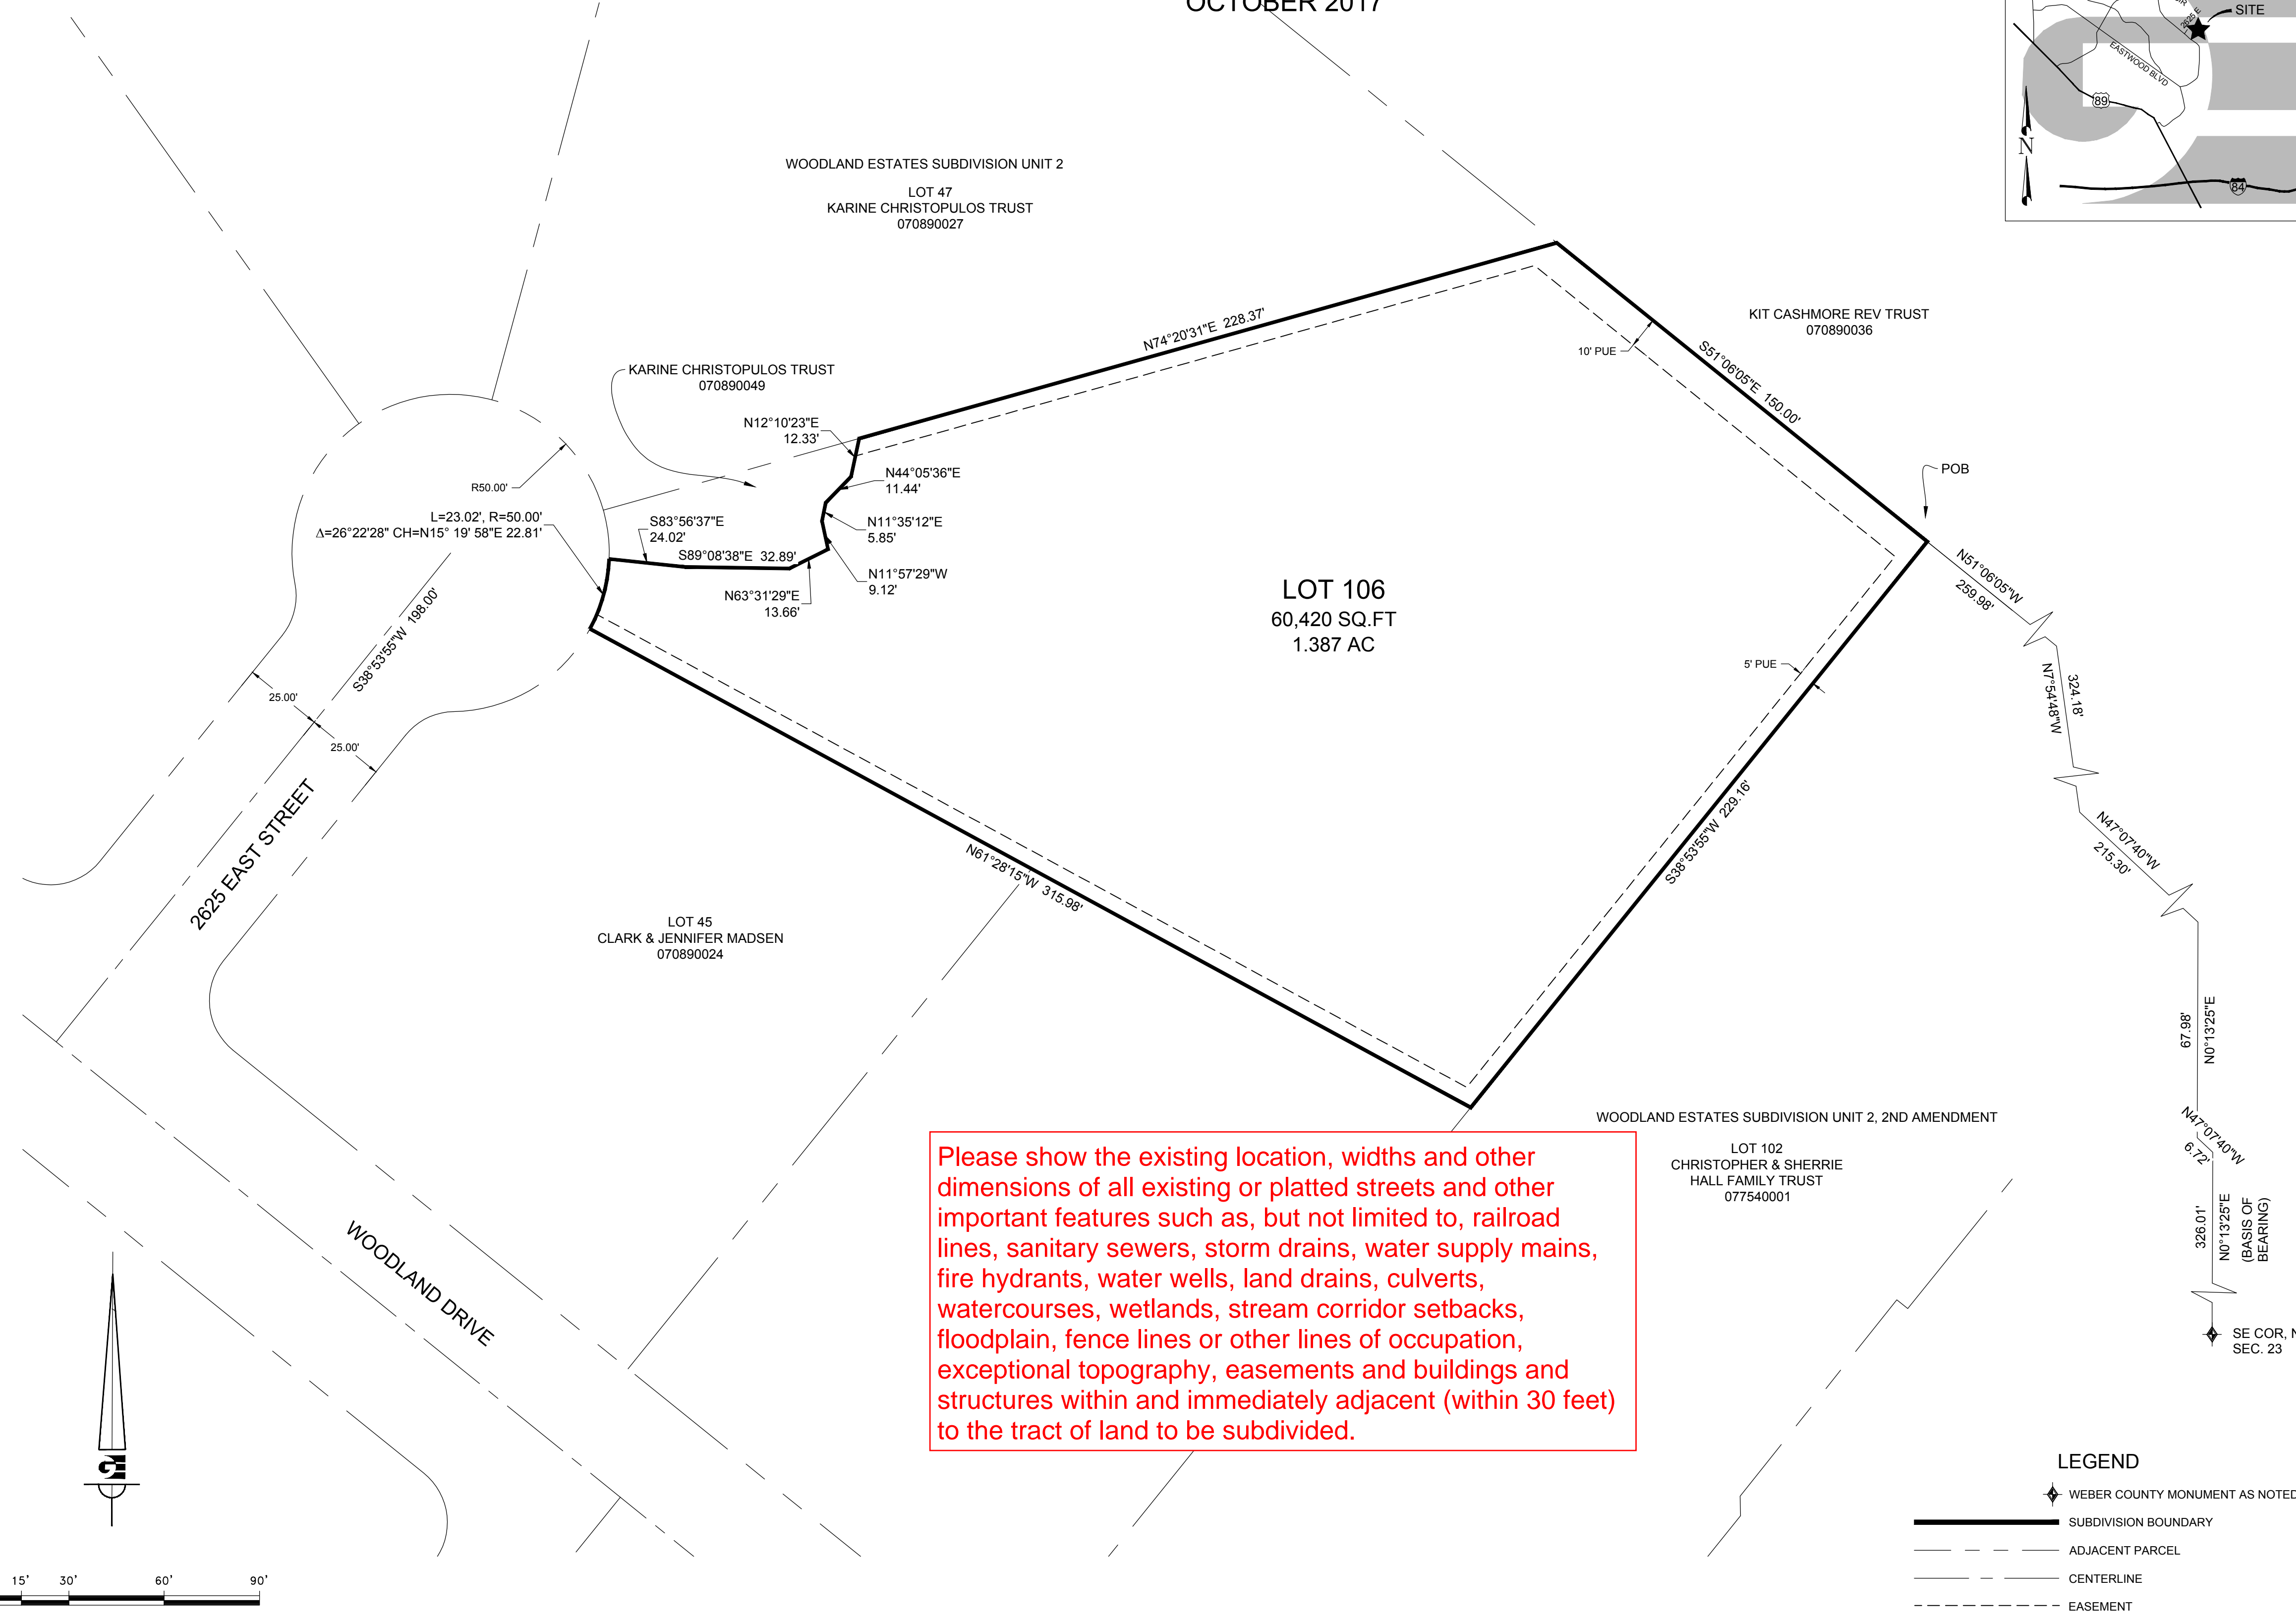 OCTOBER 2017
SITE
2625 E
EASTWOOD BLVD
89
N
84
WOODLAND ESTATES SUBDIVISION UNIT 2
LOT 47
KARINE CHRISTOPULOS TRUST
070890027
KIT CASHMORE REV TRUST
070890036
N74°20'31"E 228.37'
10' PUE
S51°06'05"E 150.00'
KARINE CHRISTOPULOS TRUST
070890049
N12°10'23"E
12.33'
N44°05'36"E
11.44'
POB
R50.00'
L=23.02', R=50.00'
Δ=26°22'28" CH=N15° 19' 58"E 22.81'
S83°56'37"E
24.02'
N11°35'12"E
5.85'
S89°08'38"E 32.89'
N11°57'29"W
9.12'
N63°31'29"E
13.66'
LOT 106
60,420 SQ.FT
1.387 AC
N51°06'05"W
259.98'
S38°53'55"W 198.00'
25.00'
25.00'
5' PUE
324.18'
N7°54'48"W
2625 EAST STREET
S38°53'55"W 229.16'
N47°07'40"W
215.30'
N61°28'15"W 315.98'
LOT 45
CLARK & JENNIFER MADSEN
070890024
67.98'
N0°13'25"E
WOODLAND ESTATES SUBDIVISION UNIT 2, 2ND AMENDMENT
LOT 102
CHRISTOPHER & SHERRIE
HALL FAMILY TRUST
077540001
N47°07'40"W
6.72'
326.01'
N0°13'25"E
(BASIS OF
BEARING)
Please show the existing location, widths and other
dimensions of all existing or platted streets and other
important features such as, but not limited to, railroad
lines, sanitary sewers, storm drains, water supply mains,
fire hydrants, water wells, land drains, culverts,
watercourses, wetlands, stream corridor setbacks,
floodplain, fence lines or other lines of occupation,
exceptional topography, easements and buildings and
structures within and immediately adjacent (within 30 feet)
to the tract of land to be subdivided.
WOODLAND DRIVE
SE COR, N
SEC. 23
LEGEND
WEBER COUNTY MONUMENT AS NOTED
SUBDIVISION BOUNDARY
ADJACENT PARCEL
CENTERLINE
EASEMENT
15' 30' 60' 90'